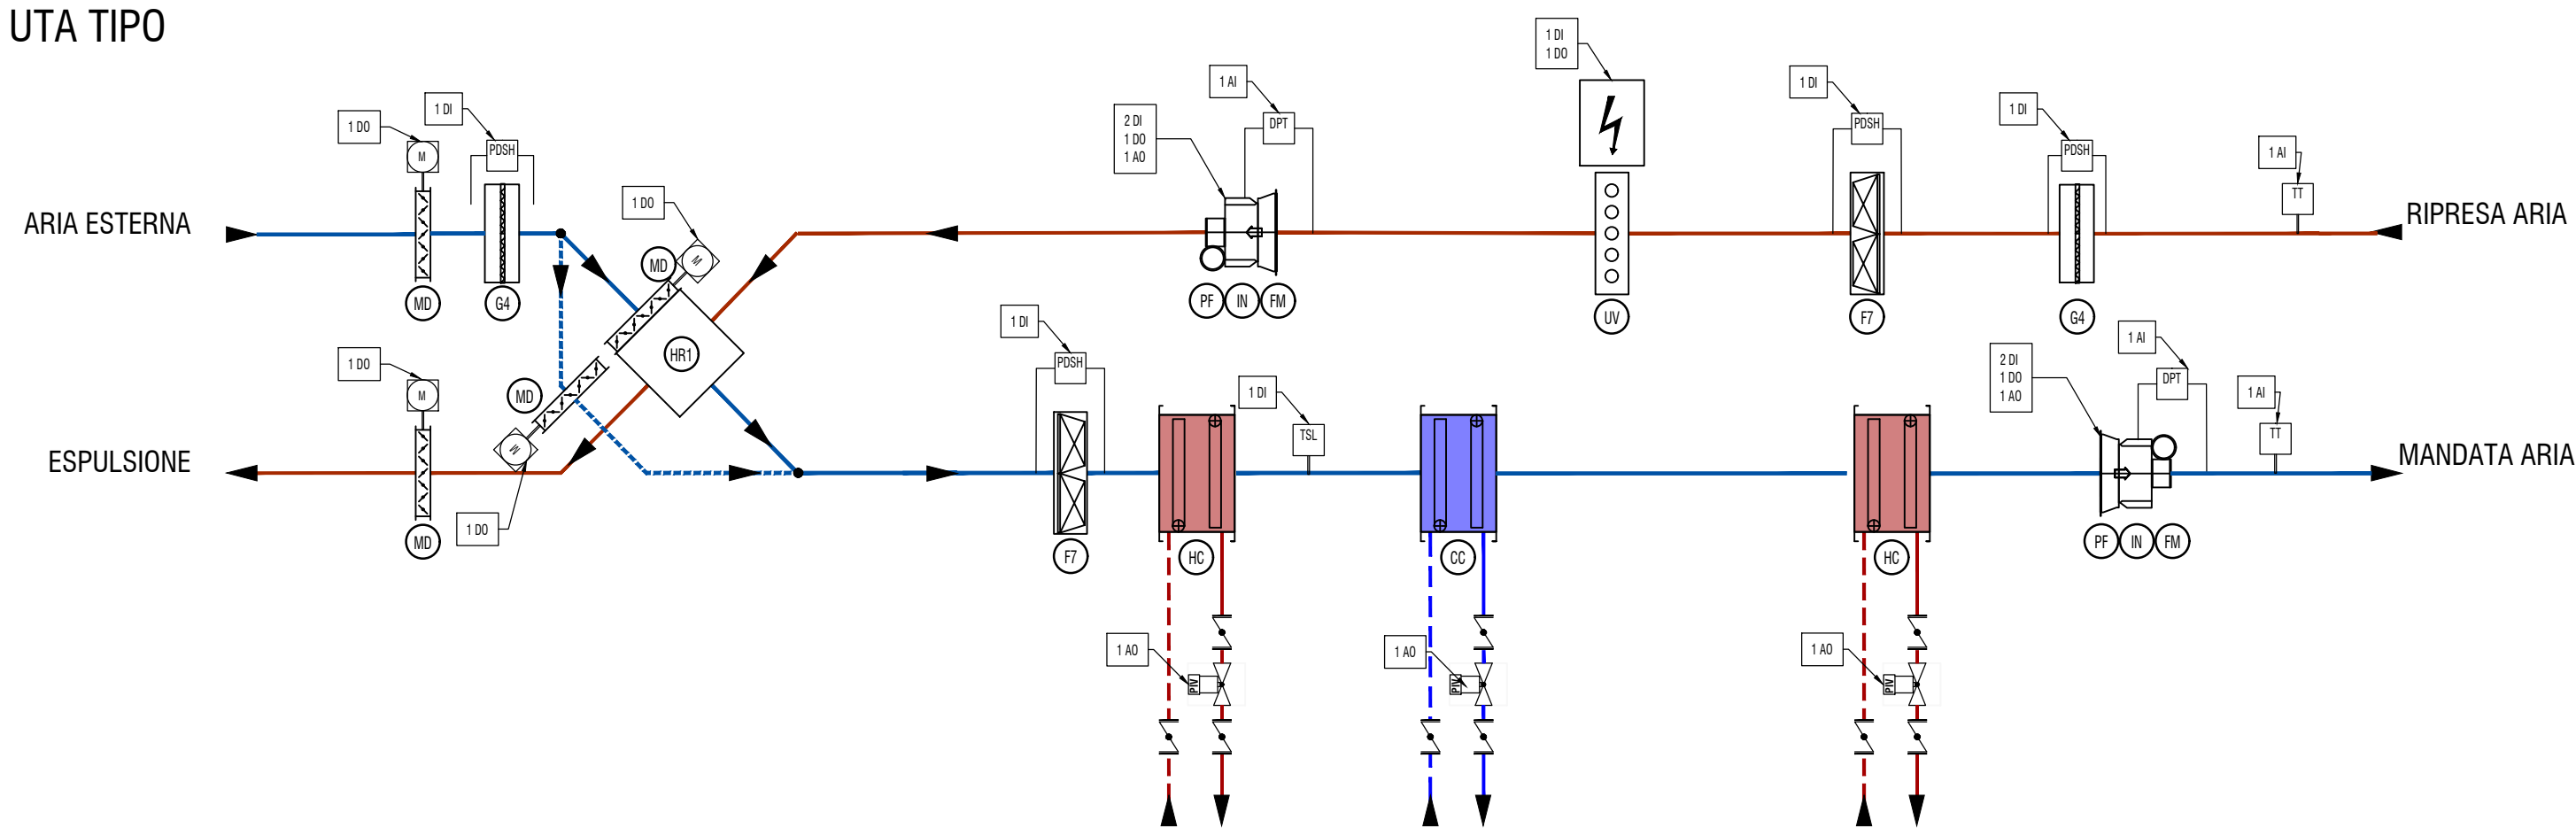 UTA TIPO
1 DI
1 DO
1 AI
1 DI
1 DI
1 DO
1 DI
2 DI
1 DO
1 AO
DPT
PDSH
PDSH
1 AI
M
PDSH
TT
1 DO
ARIA ESTERNA
RIPRESA ARIA
M
MD
MD
G4
PF
IN
FM
UV
F7
G4
1 DI
1 AI
1 DO
HR1
PDSH
2 DI
1 DO
1 AO
DPT
1 AI
M
MD
1 DI
TSL
TT
ESPULSIONE
MANDATA ARIA
M
1 DO
MD
F7
HC
CC
HC
PF
IN
FM
1 AO
1 AO
1 AO
PIV
PIV
PIV